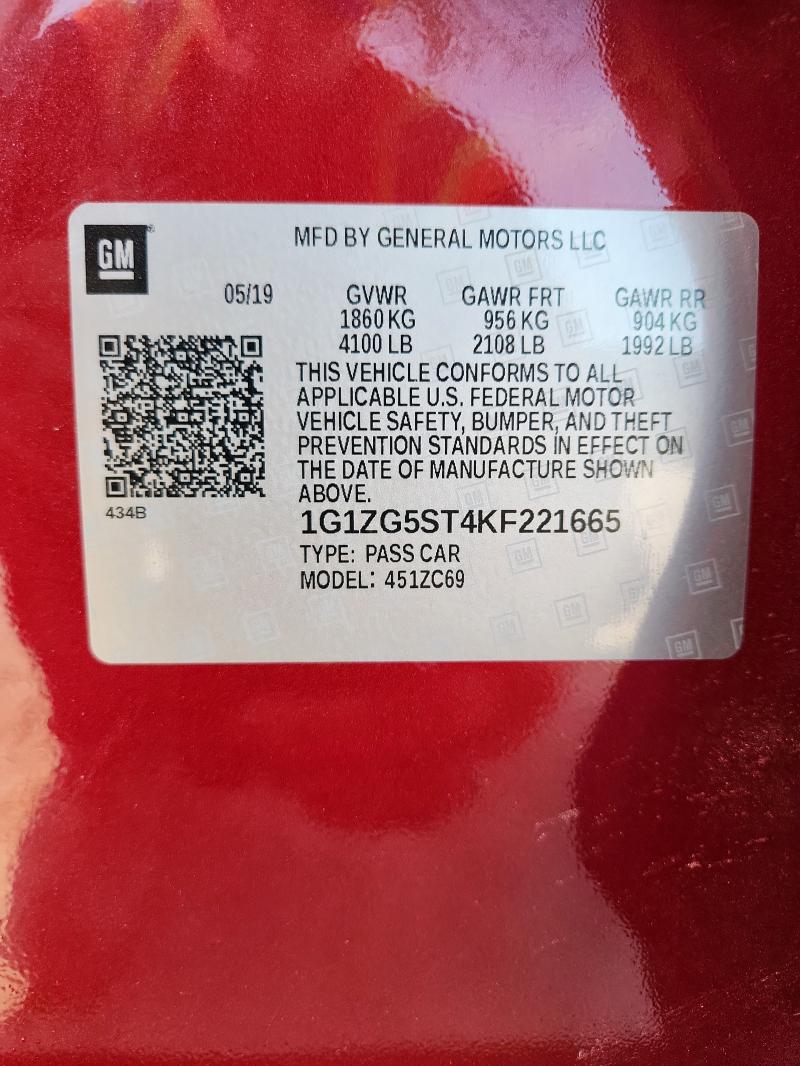 GM
MFD BY GENERAL MOTORS LLC
05/19 GVWR GAWR FRT GAWR RR
1860 KG 956 KG 904 KG
4100 LB 2108 LB 1992 LB
THIS VEHICLE CONFORMS TO ALL
APPLICABLE U.S. FEDERAL MOTOR
VEHICLE SAFETY, BUMPER, AND THEFT
PREVENTION STANDARDS IN EFFECT ON
THE DATE OF MANUFACTURE SHOWN
ABOVE.
434B
1G1ZG5ST4KF221665
TYPE: PASS CAR
MODEL: 451ZC69